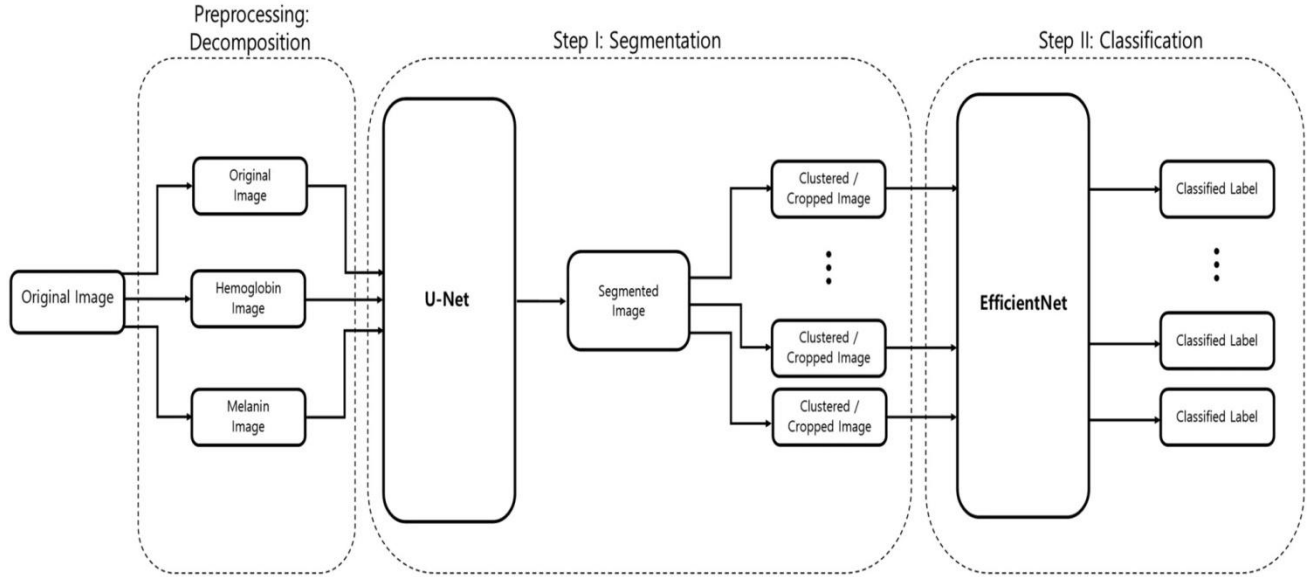 Preprocessing:
Decomposition
Step I: Segmentation
Step II: Classification
Original Image
Original
Image
Hemoglobin
Image
Melanin
Image
U-Net
Segmented
Image
Clustered /
Cropped Image
Clustered /
Cropped Image
Clustered /
Cropped Image
EfficientNet
Classified Label
Classified Label
Classified Label